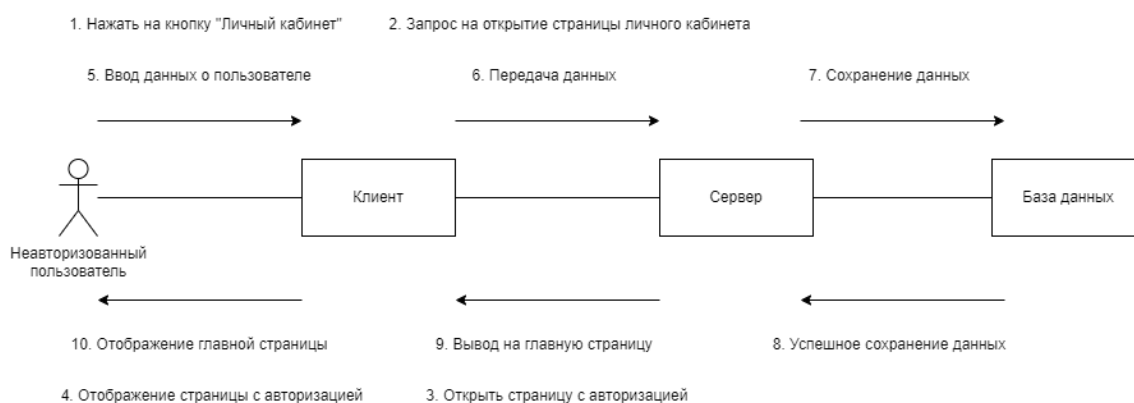 1. Нажать на кнопку "Личный кабинет"
2. Запрос на открытие страницы личного кабинета
5. Ввод данных о пользователе
6. Передача данных
7. Сохранение данных
Клиент
Сервер
База данных
Неавторизованный
пользователь
10. Отображение главной страницы
9. Вывод на главную страницу
8. Успешное сохранение данных
4. Отображение страницы с авторизацией
3. Открыть страницу с авторизацией